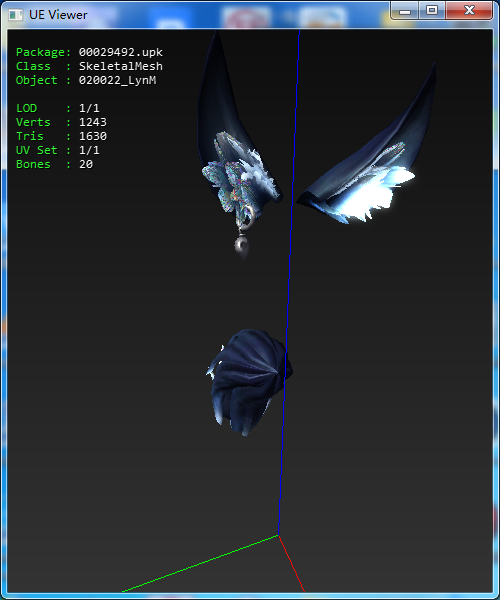 UE Viewer
Package: 00029492.upk
Class : SkeletalMesh
Object : 020022_LynM
LOD : 1/1
Verts : 1243
Tris : 1630
UV Set : 1/1
Bones : 20